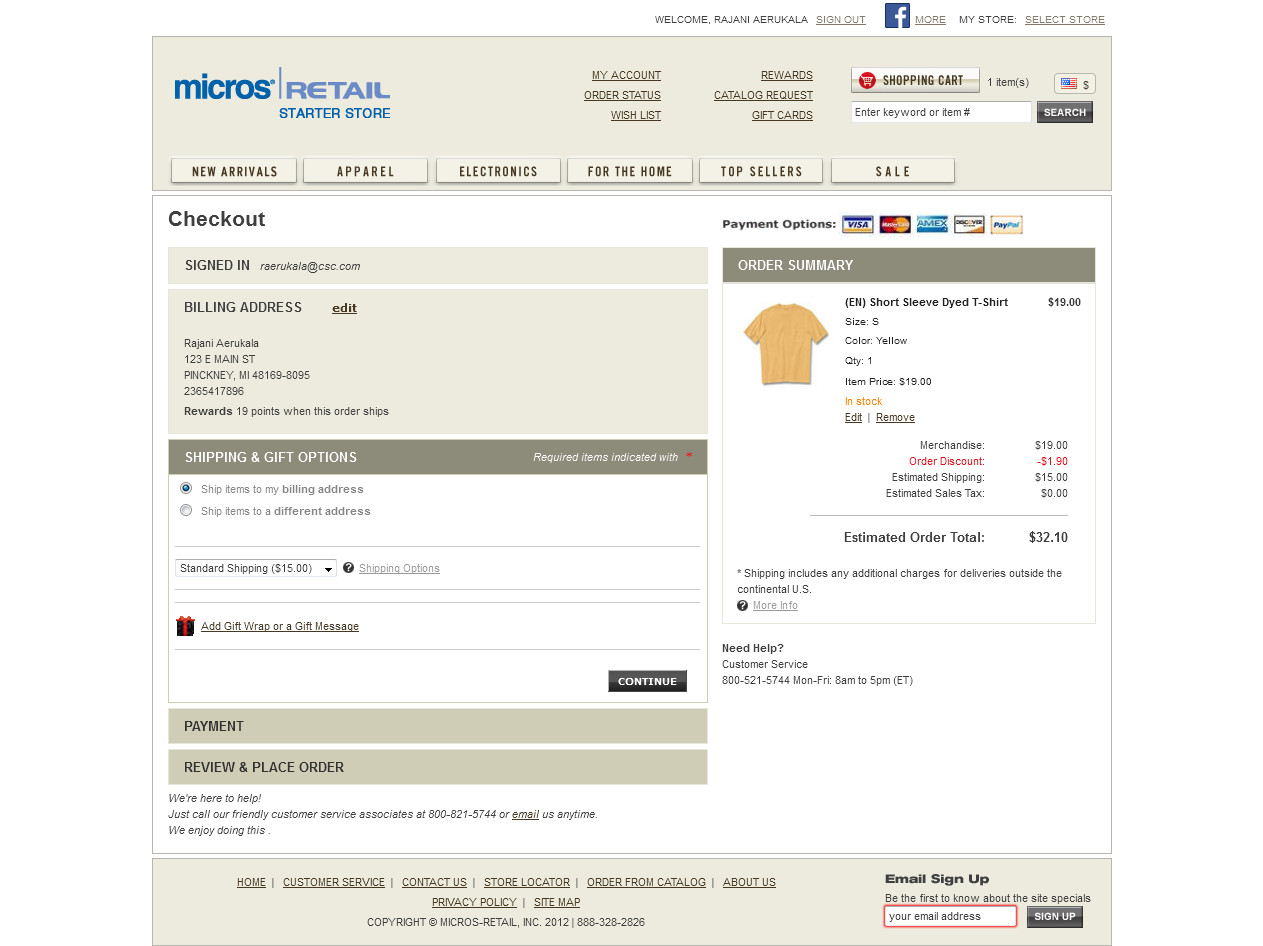 WELCOME, RAJANI AERUKALA SIGN OUT MORE MY STORE: SELECT STORE
micros RETAIL
STARTER STORE
MY ACCOUNT REWARDS
ORDER STATUS CATALOG REQUEST
WISH LIST GIFT CARDS
SHOPPING CART 1 item(s) $
Enter keyword or item # SEARCH
NEW ARRIVALS APPAREL ELECTRONICS FOR THE HOME TOP SELLERS SALE
Checkout
SIGNED IN raerukala@csc.com
BILLING ADDRESS edit
Rajani Aerukala
123 E MAIN ST
PINCKNEY, MI 48169-8095
2365417896
Rewards 19 points when this order ships
SHIPPING & GIFT OPTIONS Required items indicated with *
Ship items to my billing address
Ship items to a different address
Standard Shipping ($15.00) ? Shipping Options
Add Gift Wrap or a Gift Message
CONTINUE
PAYMENT
REVIEW & PLACE ORDER
We're here to help!
Just call our friendly customer service associates at 800-821-5744 or email us anytime.
We enjoy doing this .
Payment Options: VISA MasterCard AMEX DISCOVER PayPal
ORDER SUMMARY
(EN) Short Sleeve Dyed T-Shirt $19.00
Size: S
Color: Yellow
Qty: 1
Item Price: $19.00
In stock
Edit | Remove
Merchandise: $19.00
Order Discount: -$1.90
Estimated Shipping: $15.00
Estimated Sales Tax: $0.00
Estimated Order Total: $32.10
* Shipping includes any additional charges for deliveries outside the
continental U.S.
? More Info
Need Help?
Customer Service
800-521-5744 Mon-Fri: 8am to 5pm (ET)
HOME | CUSTOMER SERVICE | CONTACT US | STORE LOCATOR | ORDER FROM CATALOG | ABOUT US
PRIVACY POLICY | SITE MAP
COPYRIGHT © MICROS-RETAIL, INC. 2012 | 888-328-2826
Email Sign Up
Be the first to know about the site specials
your email address SIGN UP